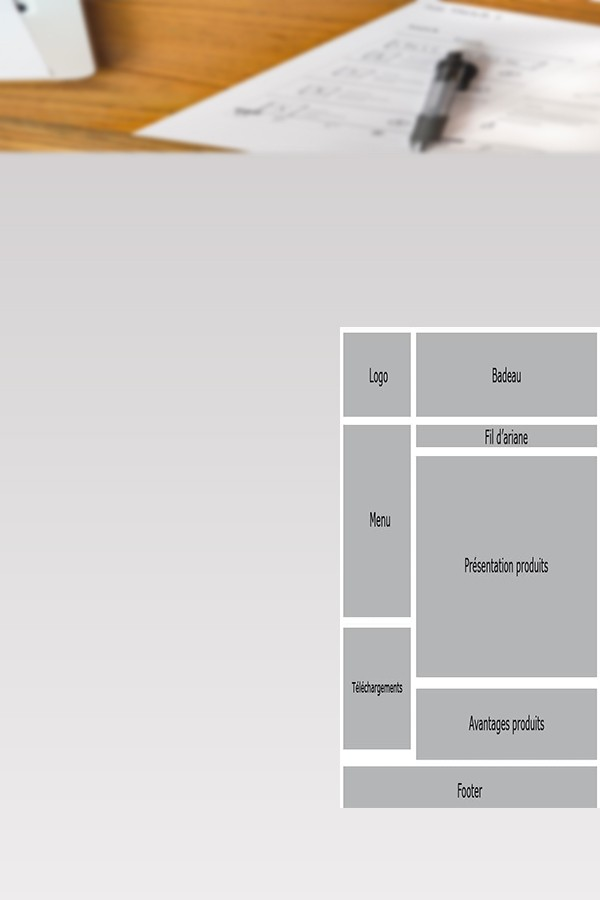 Logo
Badeau
Fil d'ariane
Menu
Présentation produits
Téléchargements
Avantages produits
Footer